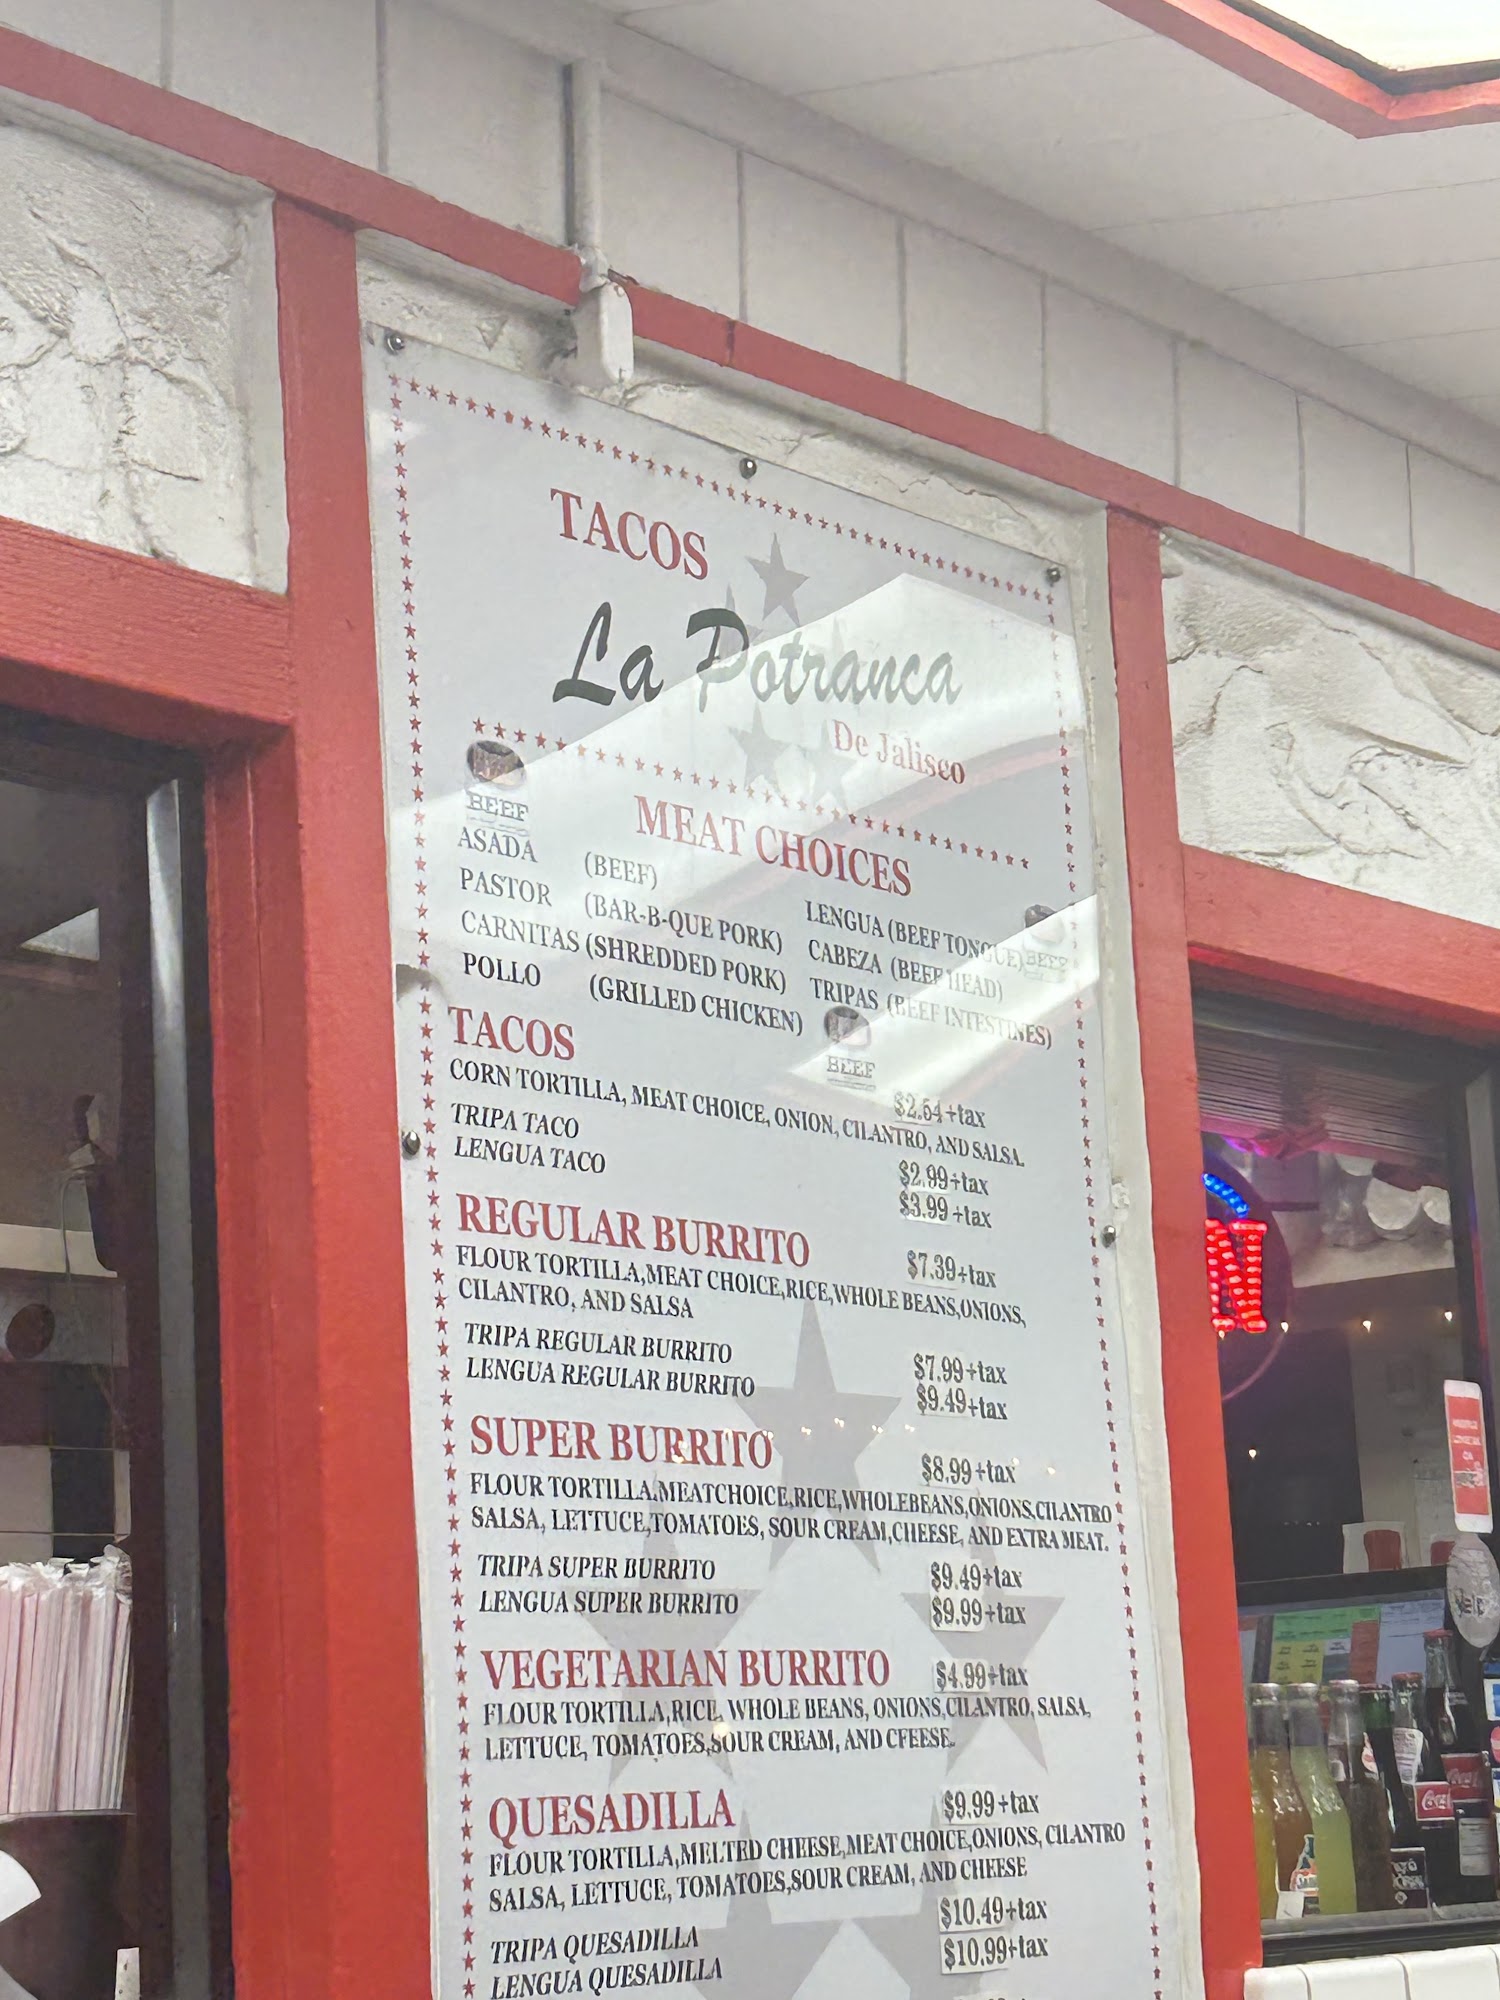 TACOS
La Potranca
De Jalisco
BEEF
MEAT CHOICES
ASADA (BEEF)
PASTOR (BAR-B-QUE PORK)
CARNITAS (SHREDDED PORK)
POLLO (GRILLED CHICKEN)
LENGUA (BEEF TONGUE)
CABEZA (BEEF HEAD)
TRIPAS (BEEF INTESTINES)
BEEF
BEEF
TACOS $2.64+tax
CORN TORTILLA, MEAT CHOICE, ONION, CILANTRO, AND SALSA.
TRIPA TACO $2.99+tax
LENGUA TACO $3.99+tax
REGULAR BURRITO $7.39+tax
FLOUR TORTILLA,MEAT CHOICE,RICE,WHOLE BEANS,ONIONS,
CILANTRO, AND SALSA
TRIPA REGULAR BURRITO $7.99+tax
LENGUA REGULAR BURRITO $9.49+tax
SUPER BURRITO $8.99+tax
FLOUR TORTILLA,MEATCHOICE,RICE,WHOLEBEANS,ONIONS,CILANTRO
SALSA, LETTUCE,TOMATOES, SOUR CREAM,CHEESE, AND EXTRA MEAT.
TRIPA SUPER BURRITO $9.49+tax
LENGUA SUPER BURRITO $9.99+tax
VEGETARIAN BURRITO $4.99+tax
FLOUR TORTILLA,RICE, WHOLE BEANS, ONIONS,CILANTRO, SALSA,
LETTUCE, TOMATOES,SOUR CREAM, AND CFEESE.
QUESADILLA $9.99+tax
FLOUR TORTILLA,MELTED CHEESE,MEAT CHOICE,ONIONS, CILANTRO
SALSA, LETTUCE, TOMATOES,SOUR CREAM, AND CHEESE
TRIPA QUESADILLA $10.49+tax
LENGUA QUESADILLA $10.99+tax
N
Yelp
Coca